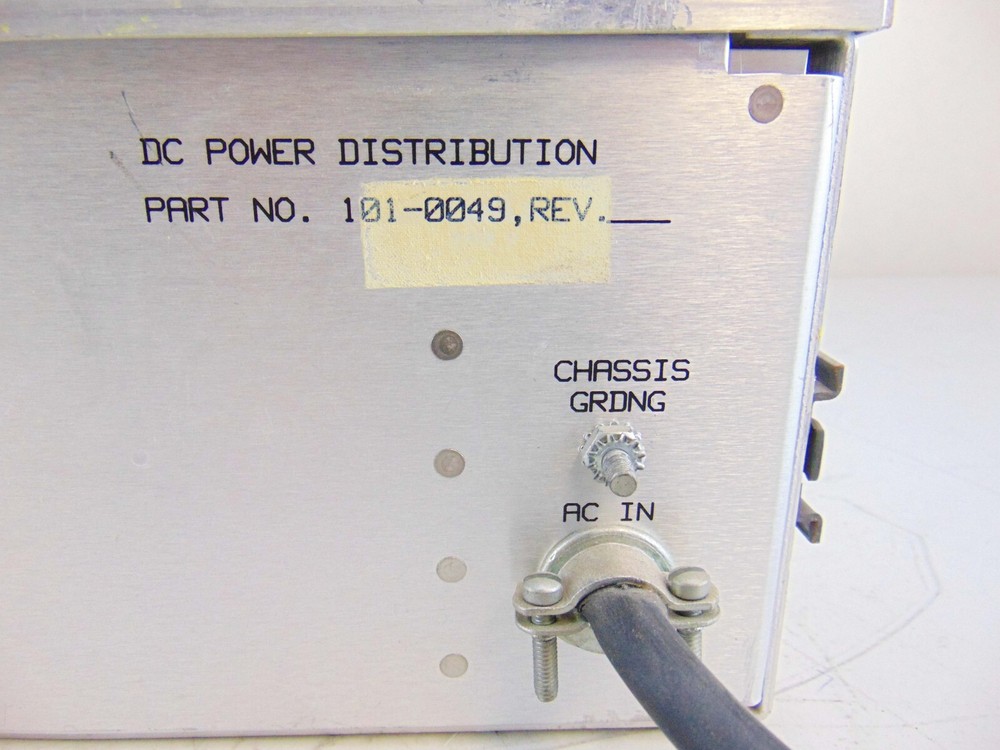 DC POWER DISTRIBUTION
PART NO. 101-0049,REV.___
CHASSIS
GRDNG
AC IN